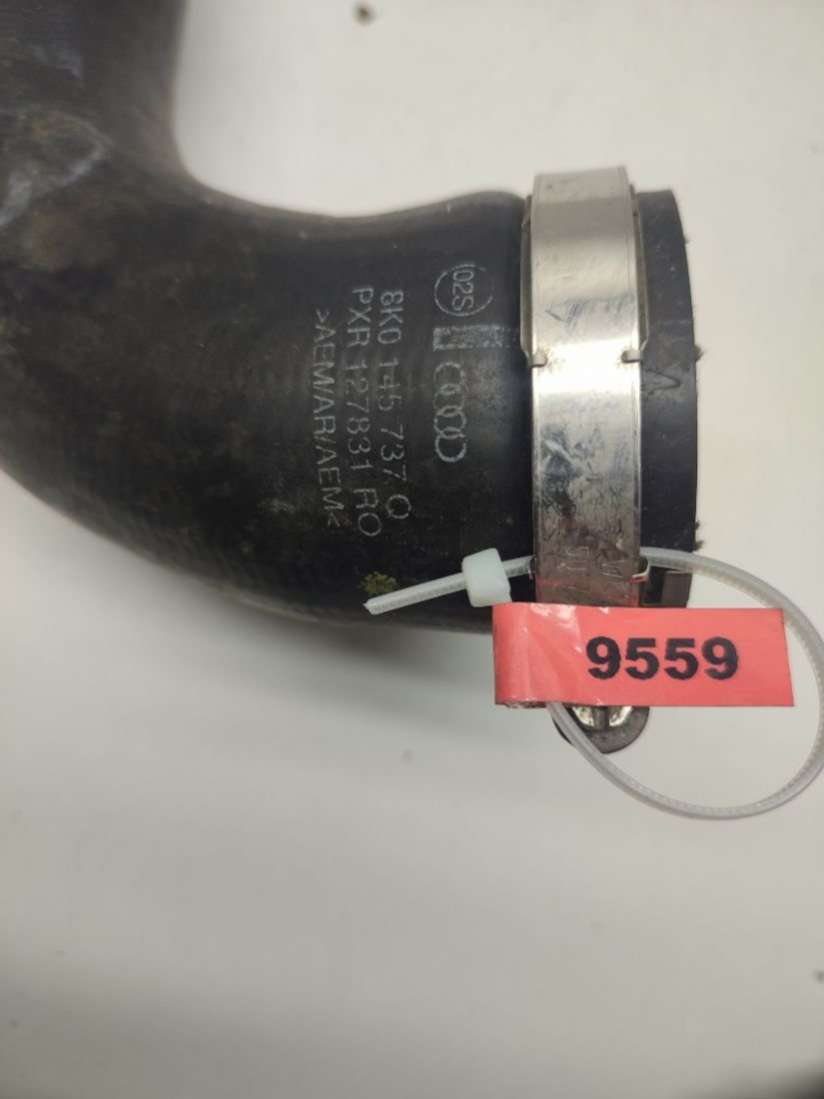 02S
8K0 145 737 Q
PXR 127831 RO
>AEM/AR/AEM<
9559